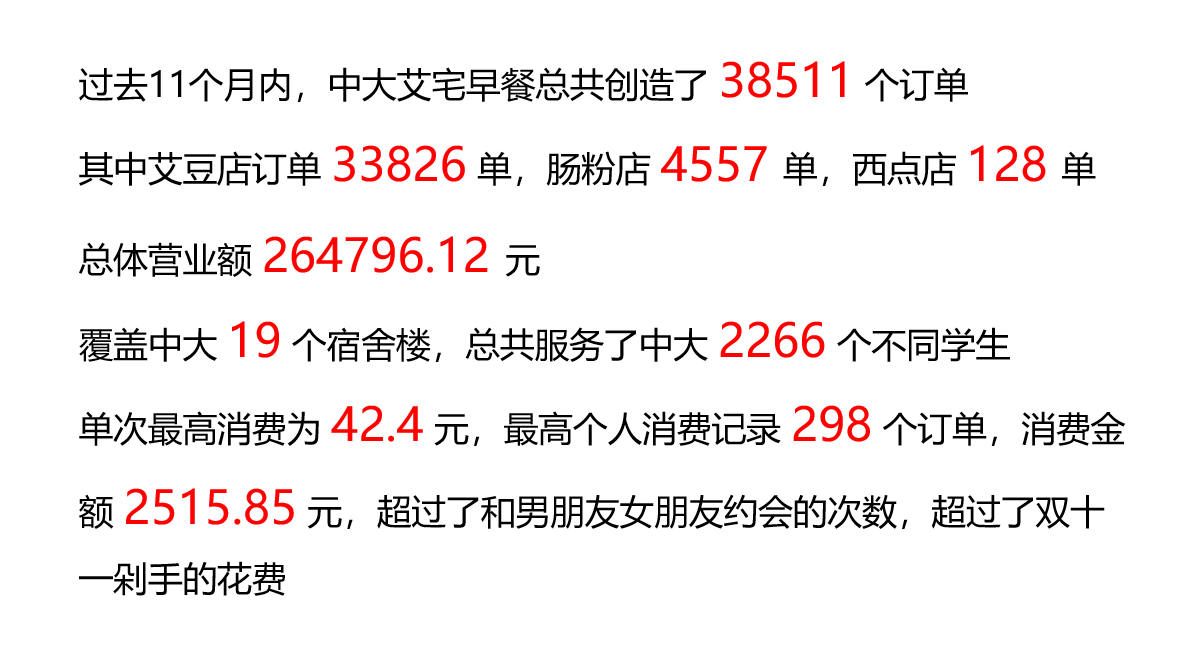 过去11个月内，中大艾宅早餐总共创造了 38511 个订单
其中艾豆店订单 33826 单，肠粉店 4557 单，西点店 128 单
总体营业额 264796.12 元
覆盖中大 19 个宿舍楼，总共服务了中大 2266 个不同学生
单次最高消费为 42.4 元，最高个人消费记录 298 个订单，消费金
额 2515.85 元，超过了和男朋友女朋友约会的次数，超过了双十
一剁手的花费